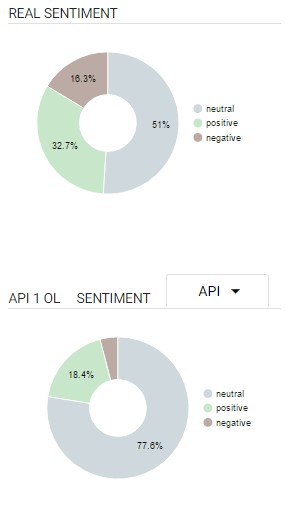 REAL SENTIMENT
16.3%
neutral
positive
negative
51%
32.7%
API 1 OL SENTIMENT
API
18.4%
neutral
positive
negative
77.6%